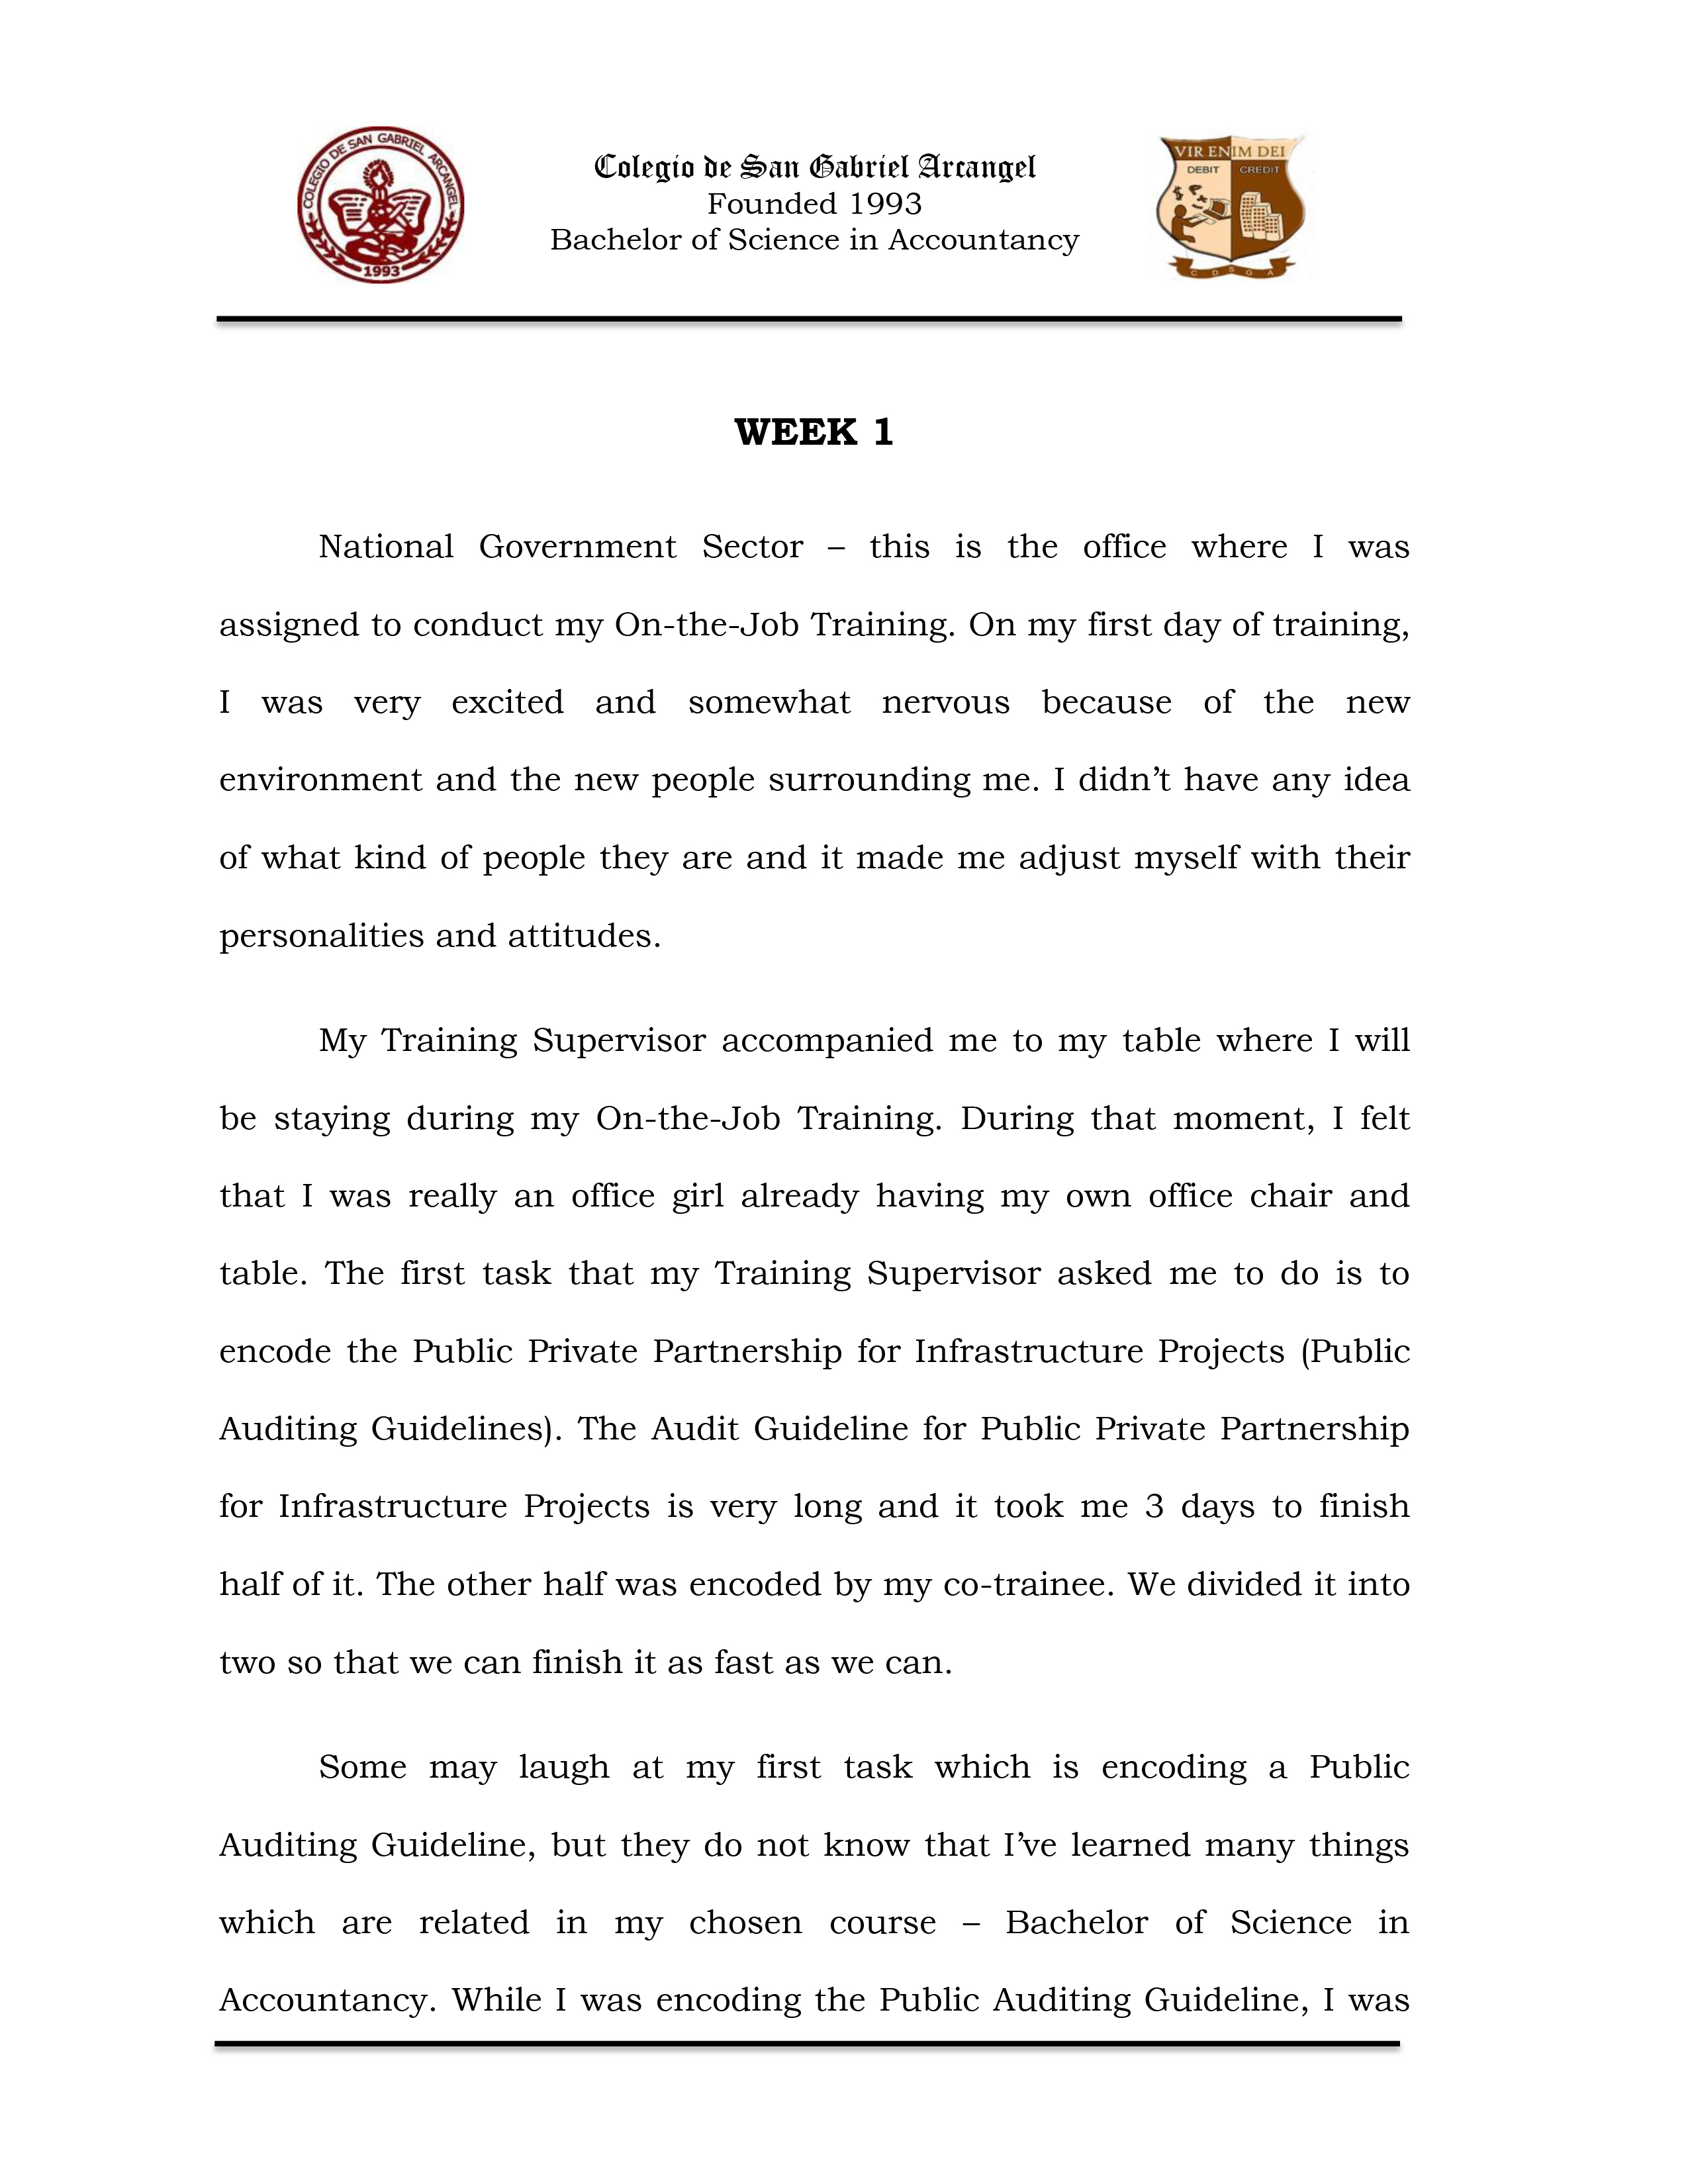 COLEGIO DE SAN GABRIEL ARCANGEL
1993
Colegio de San Gabriel Arcangel
Founded 1993
Bachelor of Science in Accountancy
VIR ENIM DEI
DEBIT CREDIT
C D S G A
WEEK 1
National Government Sector – this is the office where I was
assigned to conduct my On-the-Job Training. On my first day of training,
I was very excited and somewhat nervous because of the new
environment and the new people surrounding me. I didn’t have any idea
of what kind of people they are and it made me adjust myself with their
personalities and attitudes.
My Training Supervisor accompanied me to my table where I will
be staying during my On-the-Job Training. During that moment, I felt
that I was really an office girl already having my own office chair and
table. The first task that my Training Supervisor asked me to do is to
encode the Public Private Partnership for Infrastructure Projects (Public
Auditing Guidelines). The Audit Guideline for Public Private Partnership
for Infrastructure Projects is very long and it took me 3 days to finish
half of it. The other half was encoded by my co-trainee. We divided it into
two so that we can finish it as fast as we can.
Some may laugh at my first task which is encoding a Public
Auditing Guideline, but they do not know that I’ve learned many things
which are related in my chosen course – Bachelor of Science in
Accountancy. While I was encoding the Public Auditing Guideline, I was